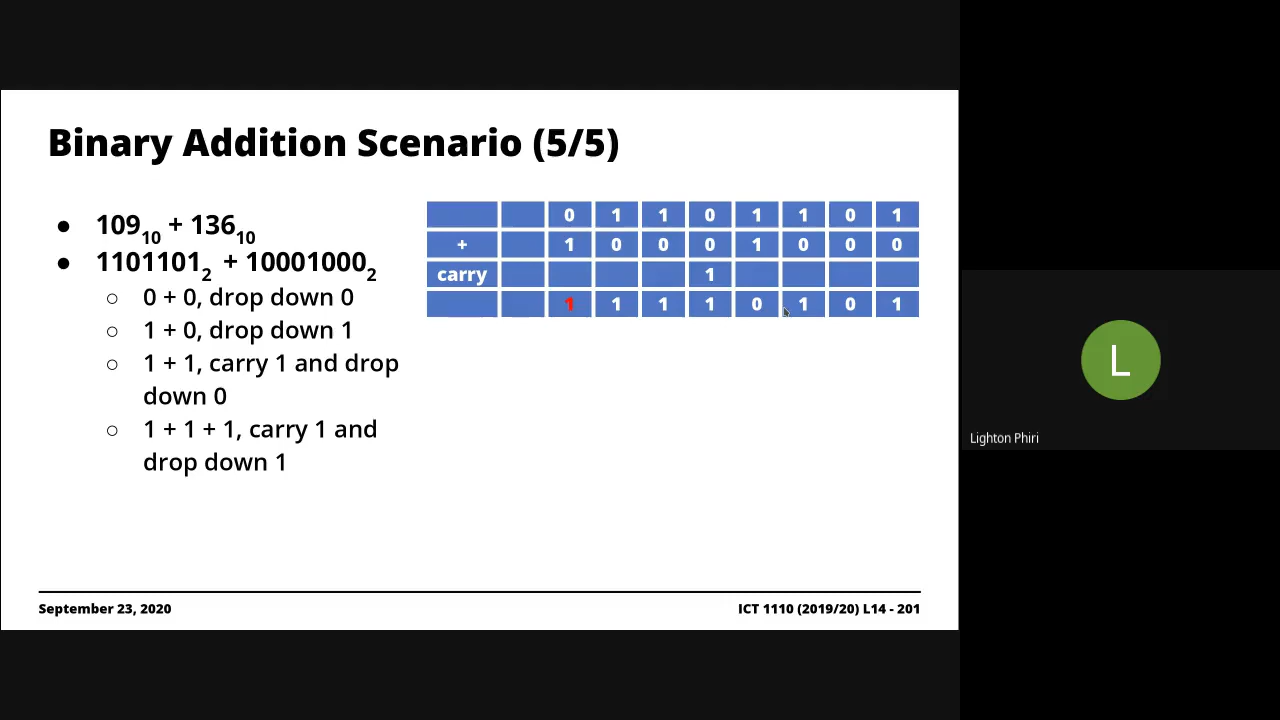 Binary Addition Scenario (5/5)
● 109₁₀ + 136₁₀
● 1101101₂ + 10001000₂
○ 0 + 0, drop down 0
○ 1 + 0, drop down 1
○ 1 + 1, carry 1 and drop
down 0
○ 1 + 1 + 1, carry 1 and
drop down 1
0 1 1 0 1 1 0 1
+ 1 0 0 0 1 0 0 0
carry 1
1 1 1 1 0 1 0 1
September 23, 2020
ICT 1110 (2019/20) L14 - 201
L
Lighton Phiri